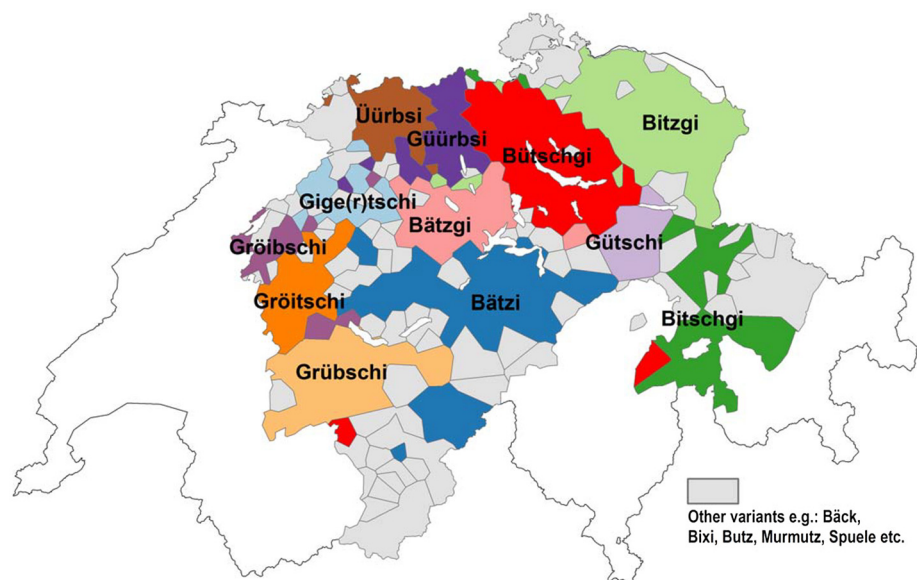 Üürbsi
Güürbsi
Bütschgi
Bitzgi
Gige(r)tschi
Bätzgi
Gröibschi
Gütschi
Gröitschi
Bätzi
Bitschgi
Grübschi
Other variants e.g.: Bäck,
Bixi, Butz, Murmutz, Spuele etc.